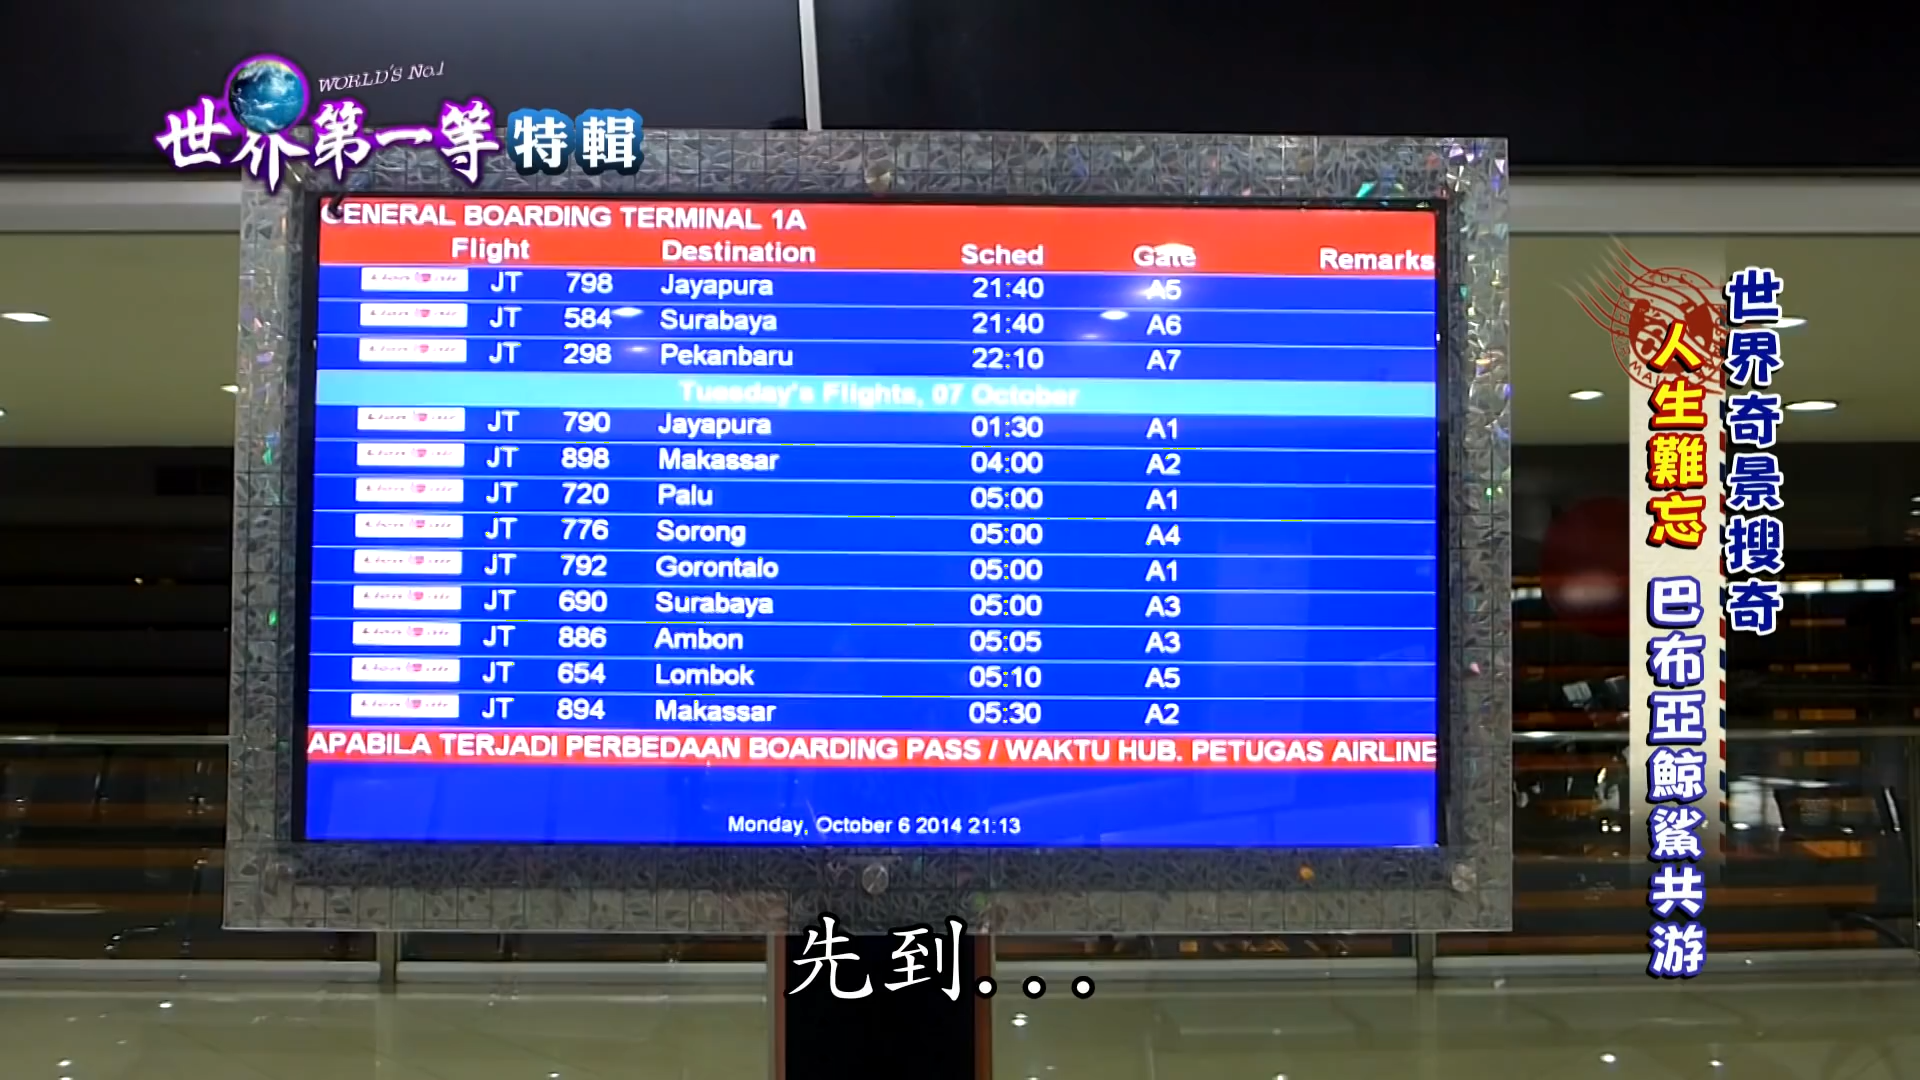 WORLD'S No.1
世界第一等特輯
GENERAL BOARDING TERMINAL 1A
Flight Destination Sched Gate Remarks
JT 798 Jayapura 21:40 A5
JT 584 Surabaya 21:40 A6
JT 298 Pekanbaru 22:10 A7
Tuesday's Flights, 07 October
JT 790 Jayapura 01:30 A1
JT 898 Makassar 04:00 A2
JT 720 Palu 05:00 A1
JT 776 Sorong 05:00 A4
JT 792 Gorontalo 05:00 A1
JT 690 Surabaya 05:00 A3
JT 886 Ambon 05:05 A3
JT 654 Lombok 05:10 A5
JT 894 Makassar 05:30 A2
APABILA TERJADI PERBEDAAN BOARDING PASS / WAKTU HUB. PETUGAS AIRLINE
Monday, October 6 2014 21:13
世界奇景搜奇
人生難忘 巴布亞鯨鯊共游
先到...